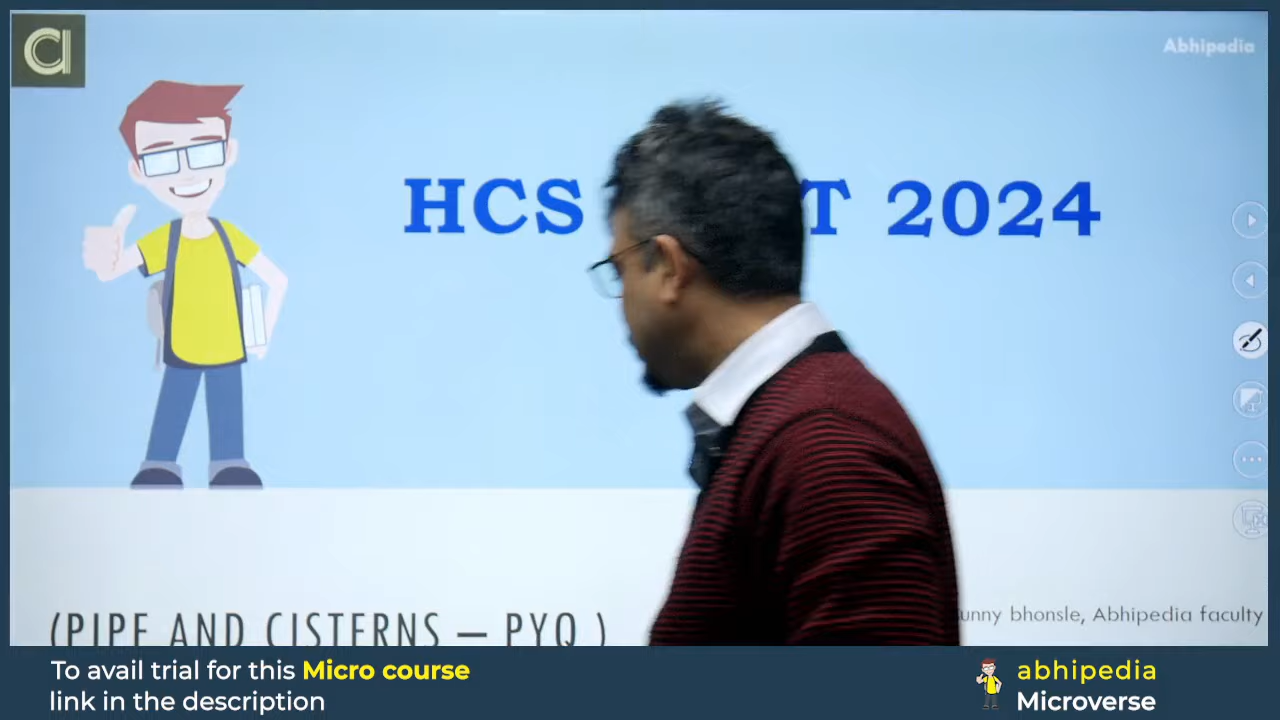 Abhipedia
HCS T 2024
(PIPE AND CISTERNS – PYQ )
unny bhonsle, Abhipedia faculty
To avail trial for this Micro course
link in the description
abhipedia
Microverse